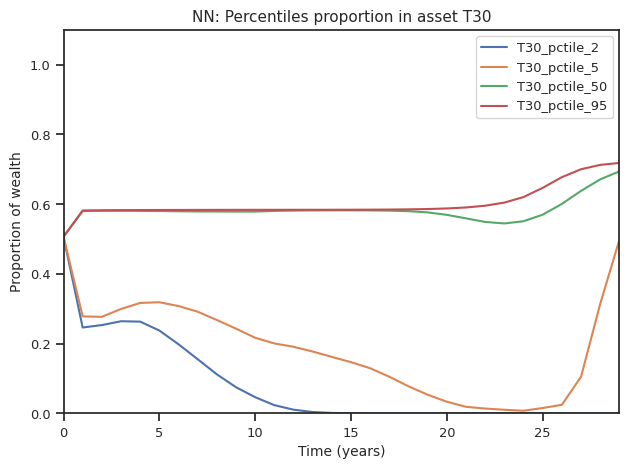 NN: Percentiles proportion in asset T30
T30_pctile_2
T30_pctile_5
T30_pctile_50
T30_pctile_95
Proportion of wealth
1.0
0.8
0.6
0.4
0.2
0.0
0 5 10 15 20 25
Time (years)